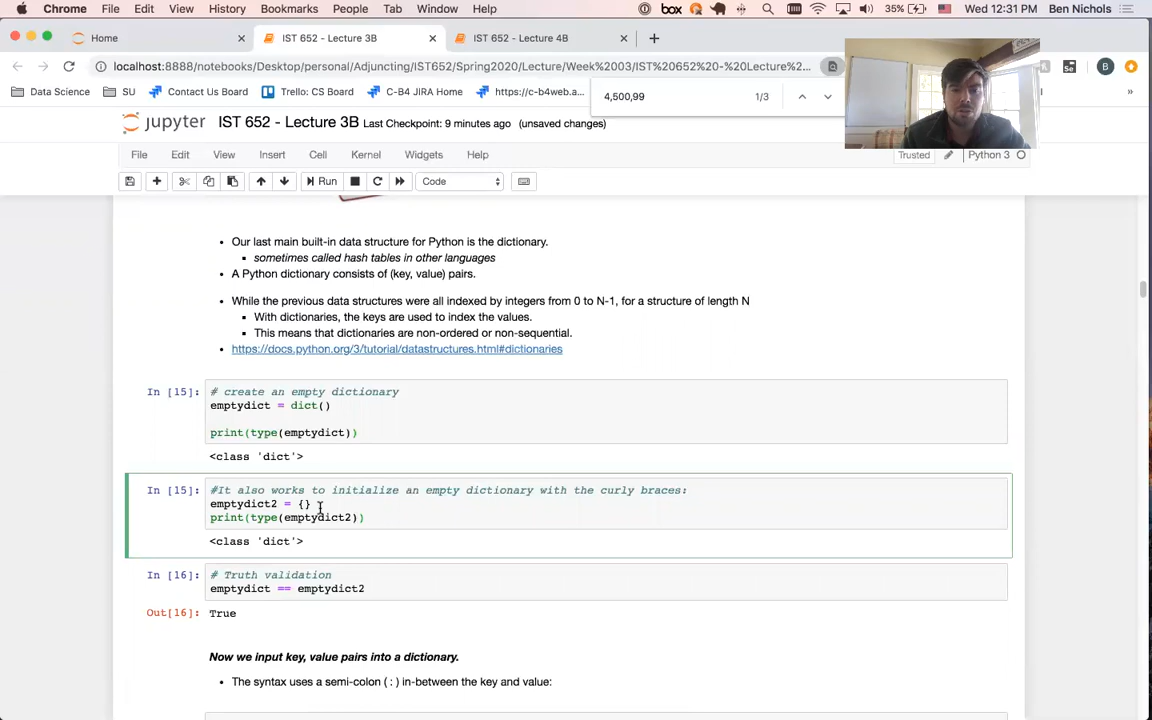 Chrome File Edit View History Bookmarks People Tab Window Help box 35% Wed 12:31 PM Ben Nichols
Home IST 652 - Lecture 3B IST 652 - Lecture 4B
localhost:8888/notebooks/Desktop/personal/Adjuncting/IST652/Spring2020/Lecture/Week%2003/IST%20652%20-%20Lecture%... Se B
Data Science SU Contact Us Board Trello: CS Board C-B4 JIRA Home https://c-b4web.a... 4,500,99 1/3 »
jupyter IST 652 - Lecture 3B Last Checkpoint: 9 minutes ago (unsaved changes)
File Edit View Insert Cell Kernel Widgets Help Trusted Python 3
Run Code
• Our last main built-in data structure for Python is the dictionary.
▪ sometimes called hash tables in other languages
• A Python dictionary consists of (key, value) pairs.
• While the previous data structures were all indexed by integers from 0 to N-1, for a structure of length N
▪ With dictionaries, the keys are used to index the values.
▪ This means that dictionaries are non-ordered or non-sequential.
• https://docs.python.org/3/tutorial/datastructures.html#dictionaries
In [15]: # create an empty dictionary
emptydict = dict()
print(type(emptydict))
<class 'dict'>
In [15]: #It also works to initialize an empty dictionary with the curly braces:
emptydict2 = {}
print(type(emptydict2))
<class 'dict'>
In [16]: # Truth validation
emptydict == emptydict2
Out[16]: True
Now we input key, value pairs into a dictionary.
• The syntax uses a semi-colon ( : ) in-between the key and value: